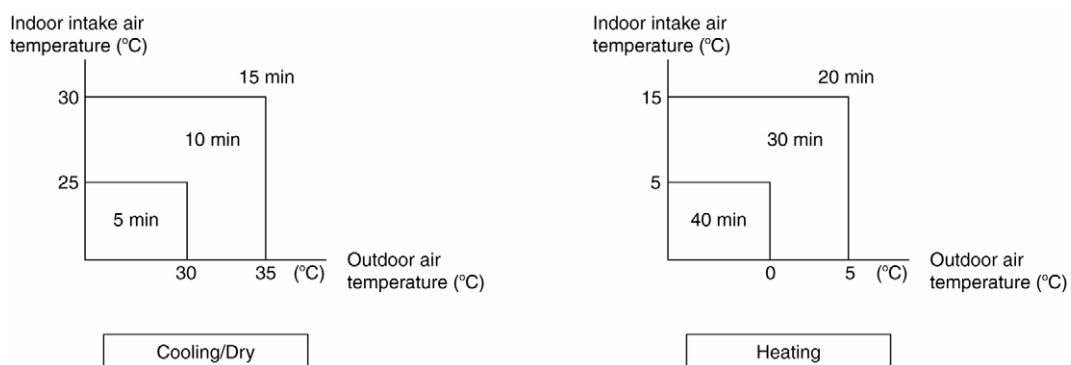 Indoor intake air
temperature (°C)
15 min
30
10 min
25
5 min
30 35 (°C)
Outdoor air
temperature (°C)
Cooling/Dry
Indoor intake air
temperature (°C)
20 min
15
30 min
5
40 min
0 5 (°C)
Outdoor air
temperature (°C)
Heating